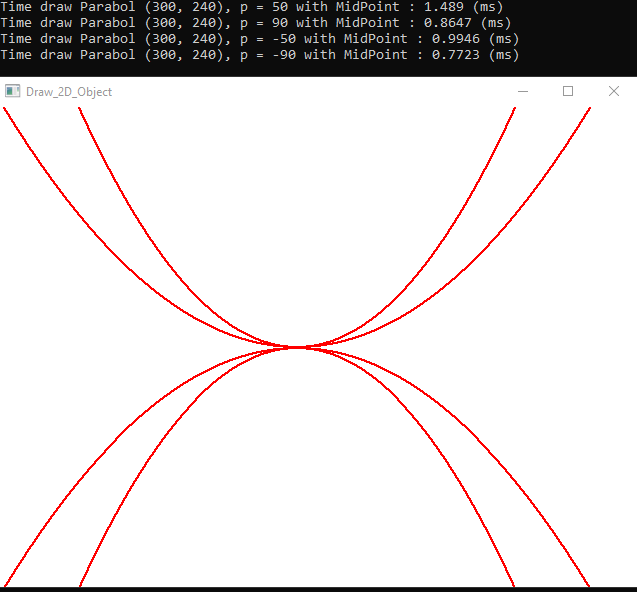 Time draw Parabol (300, 240), p = 50 with MidPoint : 1.489 (ms)
Time draw Parabol (300, 240), p = 90 with MidPoint : 0.8647 (ms)
Time draw Parabol (300, 240), p = -50 with MidPoint : 0.9946 (ms)
Time draw Parabol (300, 240), p = -90 with MidPoint : 0.7723 (ms)
Draw_2D_Object